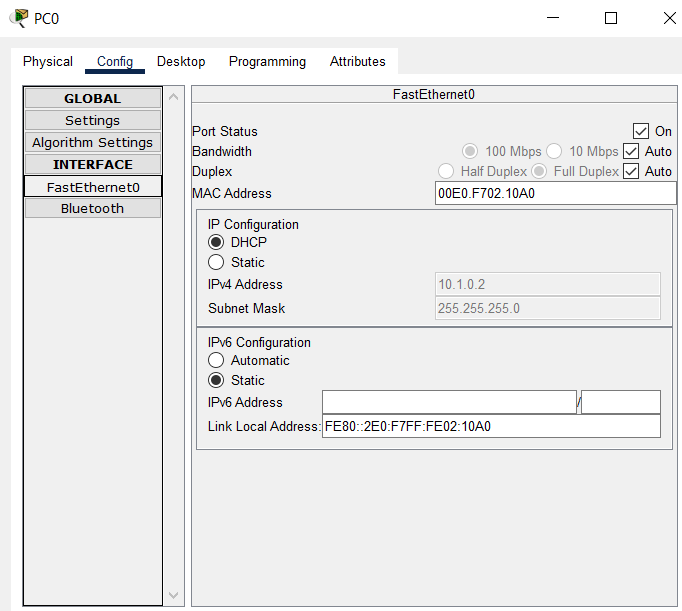 PC0
Physical Config Desktop Programming Attributes
GLOBAL
Settings
Algorithm Settings
INTERFACE
FastEthernet0
Bluetooth
FastEthernet0
Port Status On
Bandwidth 100 Mbps 10 Mbps Auto
Duplex Half Duplex Full Duplex Auto
MAC Address 00E0.F702.10A0
IP Configuration
DHCP
Static
IPv4 Address 10.1.0.2
Subnet Mask 255.255.255.0
IPv6 Configuration
Automatic
Static
IPv6 Address /
Link Local Address: FE80::2E0:F7FF:FE02:10A0